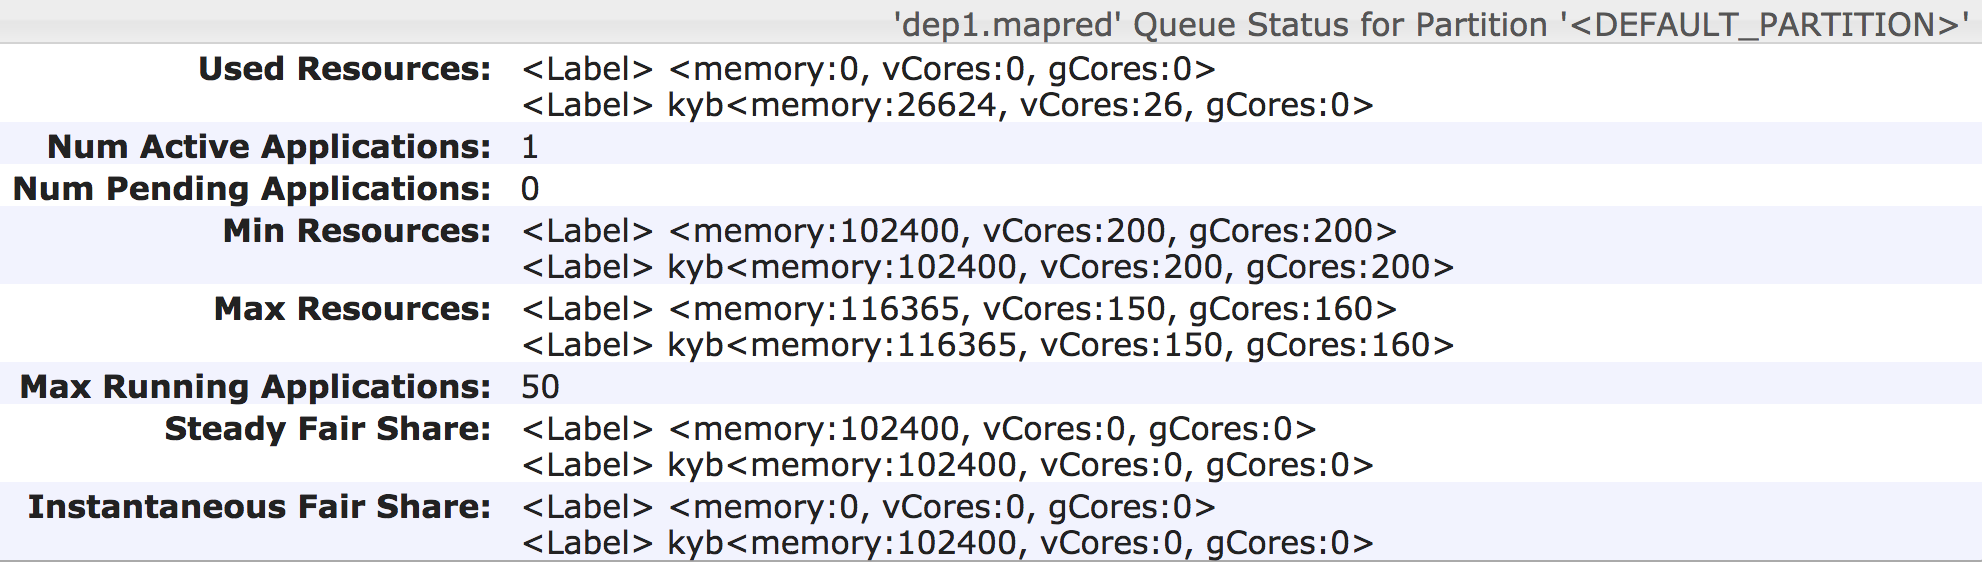 'dep1.mapred' Queue Status for Partition '<DEFAULT_PARTITION>'
Used Resources: <Label> <memory:0, vCores:0, gCores:0>
<Label> kyb<memory:26624, vCores:26, gCores:0>
Num Active Applications: 1
Num Pending Applications: 0
Min Resources: <Label> <memory:102400, vCores:200, gCores:200>
<Label> kyb<memory:102400, vCores:200, gCores:200>
Max Resources: <Label> <memory:116365, vCores:150, gCores:160>
<Label> kyb<memory:116365, vCores:150, gCores:160>
Max Running Applications: 50
Steady Fair Share: <Label> <memory:102400, vCores:0, gCores:0>
<Label> kyb<memory:102400, vCores:0, gCores:0>
Instantaneous Fair Share: <Label> <memory:0, vCores:0, gCores:0>
<Label> kyb<memory:102400, vCores:0, gCores:0>